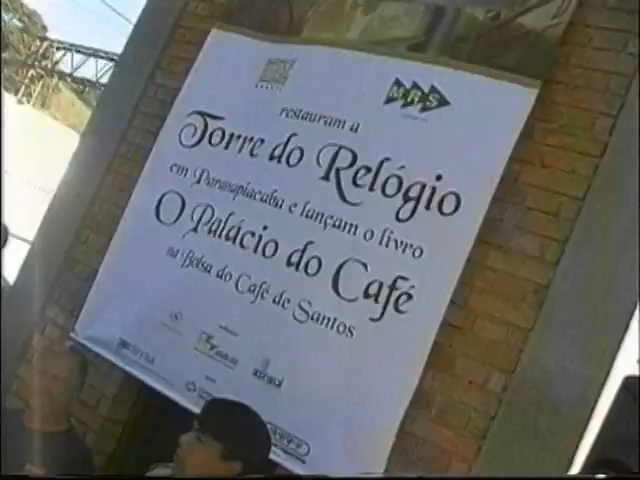 MRS
restauram a
Torre do Relógio
em Paranapiacaba e lançam o livro
O Palácio do Café
na Bolsa do Café de Santos